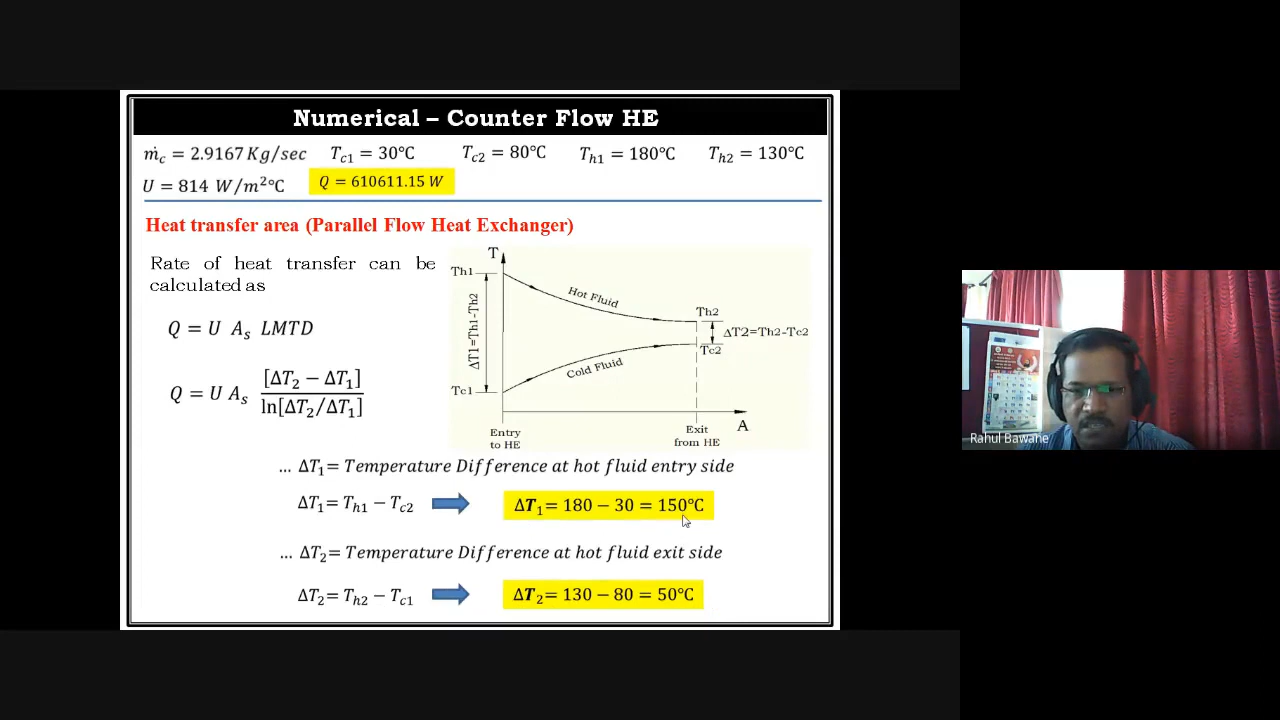 Numerical – Counter Flow HE
ṁc = 2.9167 Kg/sec Tc1 = 30℃ Tc2 = 80℃ Th1 = 180℃ Th2 = 130℃
U = 814 W/m²℃ Q = 610611.15 W
Heat transfer area (Parallel Flow Heat Exchanger)
Rate of heat transfer can be
calculated as
Q = U As LMTD
Q = U As [ΔT2 − ΔT1] / ln[ΔT2/ΔT1]
T
Th1
Hot Fluid
ΔT1=Th1-Th2
Th2
ΔT2=Th2-Tc2
Tc2
Cold Fluid
Tc1
A
Entry
to HE
Exit
from HE
... ΔT1= Temperature Difference at hot fluid entry side
ΔT1= Th1 − Tc2 ΔT1= 180 − 30 = 150℃
... ΔT2= Temperature Difference at hot fluid exit side
ΔT2= Th2 − Tc1 ΔT2= 130 − 80 = 50℃
Rahul Bawane